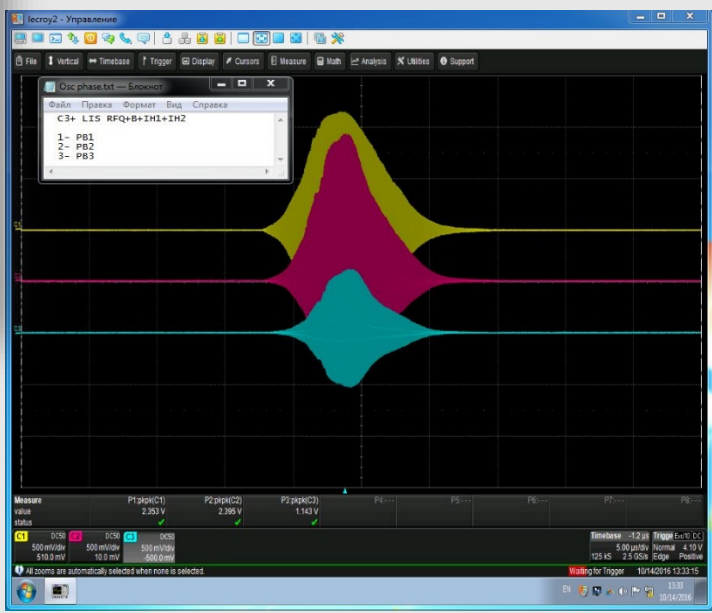 lecroy2 - Управление
File Vertical Timebase Trigger Display Cursors Measure Math Analysis Utilities Support
Osc phase.txt — Блокнот
Файл Правка Формат Вид Справка
C3+ LIS RFQ+B+IH1+IH2
1- PB1
2- PB2
3- PB3
Measure P1:pkpk(C1) P2:pkpk(C2) P3:pkpk(C3) P4:--- P5:--- P6:--- P7:--- P8:---
value 2.353 V 2.395 V 1.143 V
status
C1 DC50 C2 DC50 C3 DC50 Timebase -1.2 µs Trigger Ext/10 DC
500 mV/div 500 mV/div 500 mV/div 5.00 µs/div Normal 4.10 V
510.0 mV 10.0 mV -500.0 mV 125 kS 2.5 GS/s Edge Positive
All zooms are automatically selected when none is selected. Waiting for Trigger 10/14/2016 13:33:15
EN 13:33
10/14/2016